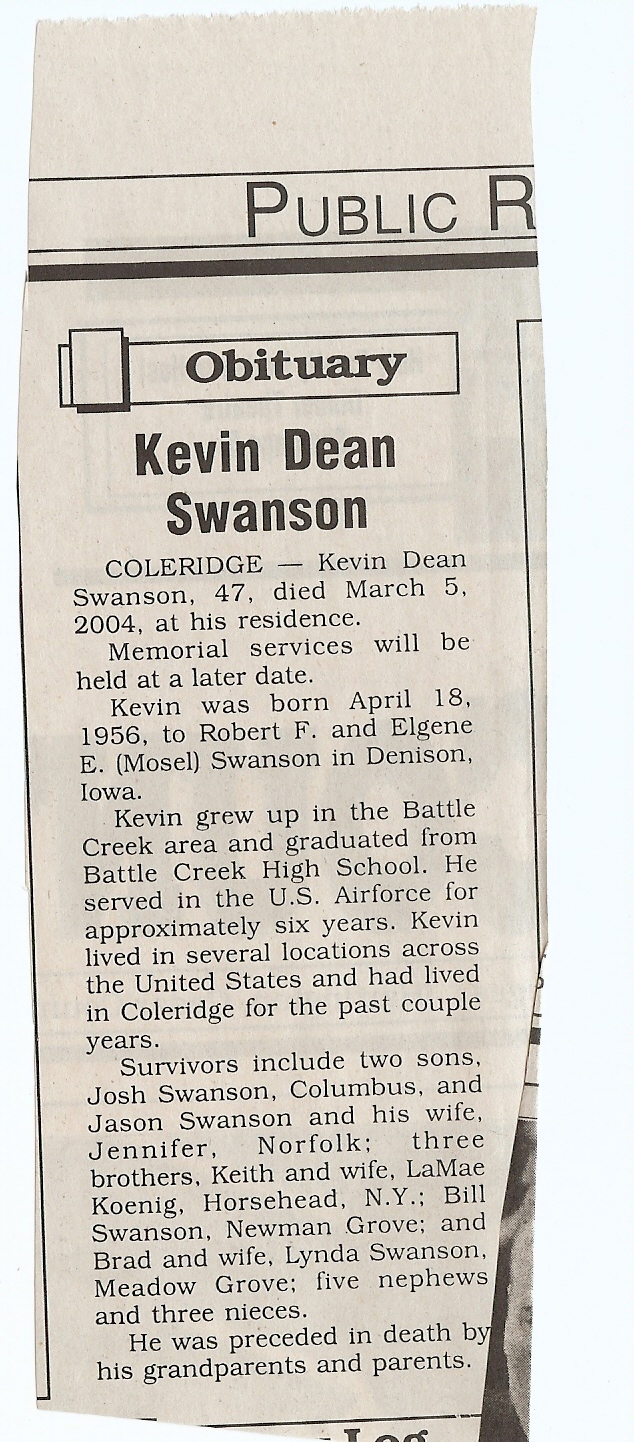 PUBLIC R
Obituary
Kevin Dean
Swanson
COLERIDGE — Kevin Dean
Swanson, 47, died March 5,
2004, at his residence.
Memorial services will be
held at a later date.
Kevin was born April 18,
1956, to Robert F. and Elgene
E. (Mosel) Swanson in Denison,
Iowa.
Kevin grew up in the Battle
Creek area and graduated from
Battle Creek High School. He
served in the U.S. Airforce for
approximately six years. Kevin
lived in several locations across
the United States and had lived
in Coleridge for the past couple
years.
Survivors include two sons,
Josh Swanson, Columbus, and
Jason Swanson and his wife,
Jennifer, Norfolk; three
brothers, Keith and wife, LaMae
Koenig, Horsehead, N.Y.; Bill
Swanson, Newman Grove; and
Brad and wife, Lynda Swanson,
Meadow Grove; five nephews
and three nieces.
He was preceded in death by
his grandparents and parents.
Log